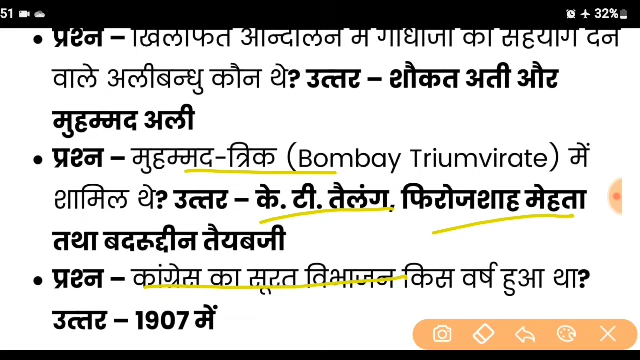 51 32%
• प्रश्न – खिलाफत आन्दोलन में गांधीजी को सहयोग देने
वाले अलीबन्धु कौन थे? उत्तर – शौकत अती और
मुहम्मद अली
• प्रश्न – मुहम्मद-त्रिक (Bombay Triumvirate) में
शामिल थे? उत्तर – के. टी. तैलंग, फिरोजशाह मेहता
तथा बदरूद्दीन तैयबजी
• प्रश्न – कांग्रेस का सूरत विभाजन किस वर्ष हुआ था?
उत्तर – 1907 में